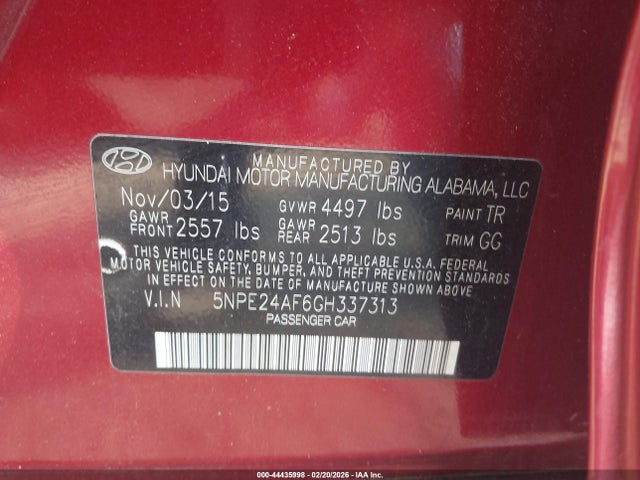 MANUFACTURED BY
HYUNDAI MOTOR MANUFACTURING ALABAMA, LLC
Nov/03/15 GVWR 4497 lbs PAINT TR
GAWR FRONT 2557 lbs GAWR REAR 2513 lbs TRIM GG
THIS VEHICLE CONFORMS TO ALL APPLICABLE U.S.A. FEDERAL
MOTOR VEHICLE SAFETY, BUMPER, AND THEFT PREVENTION STANDARDS
IN EFFECT ON THE DATE OF MANUFACTURE SHOWN ABOVE
V.I.N 5NPE24AF6GH337313
PASSENGER CAR
000-44435998 - 02/20/2026 - IAA Inc.